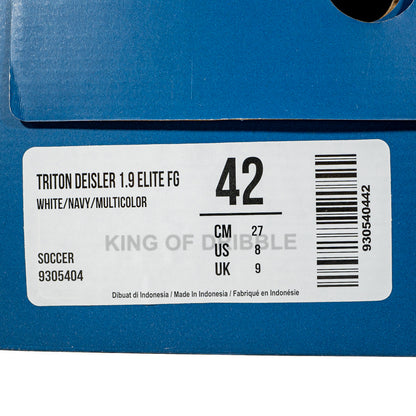 TRITON DEISLER 1.9 ELITE FG
WHITE/NAVY/MULTICOLOR
42
CM 27
US 8
UK 9
KING OF DRIBBLE
SOCCER
9305404
Dibuat di Indonesia / Made In Indonesia / Fabriqué en Indonésie
930540442